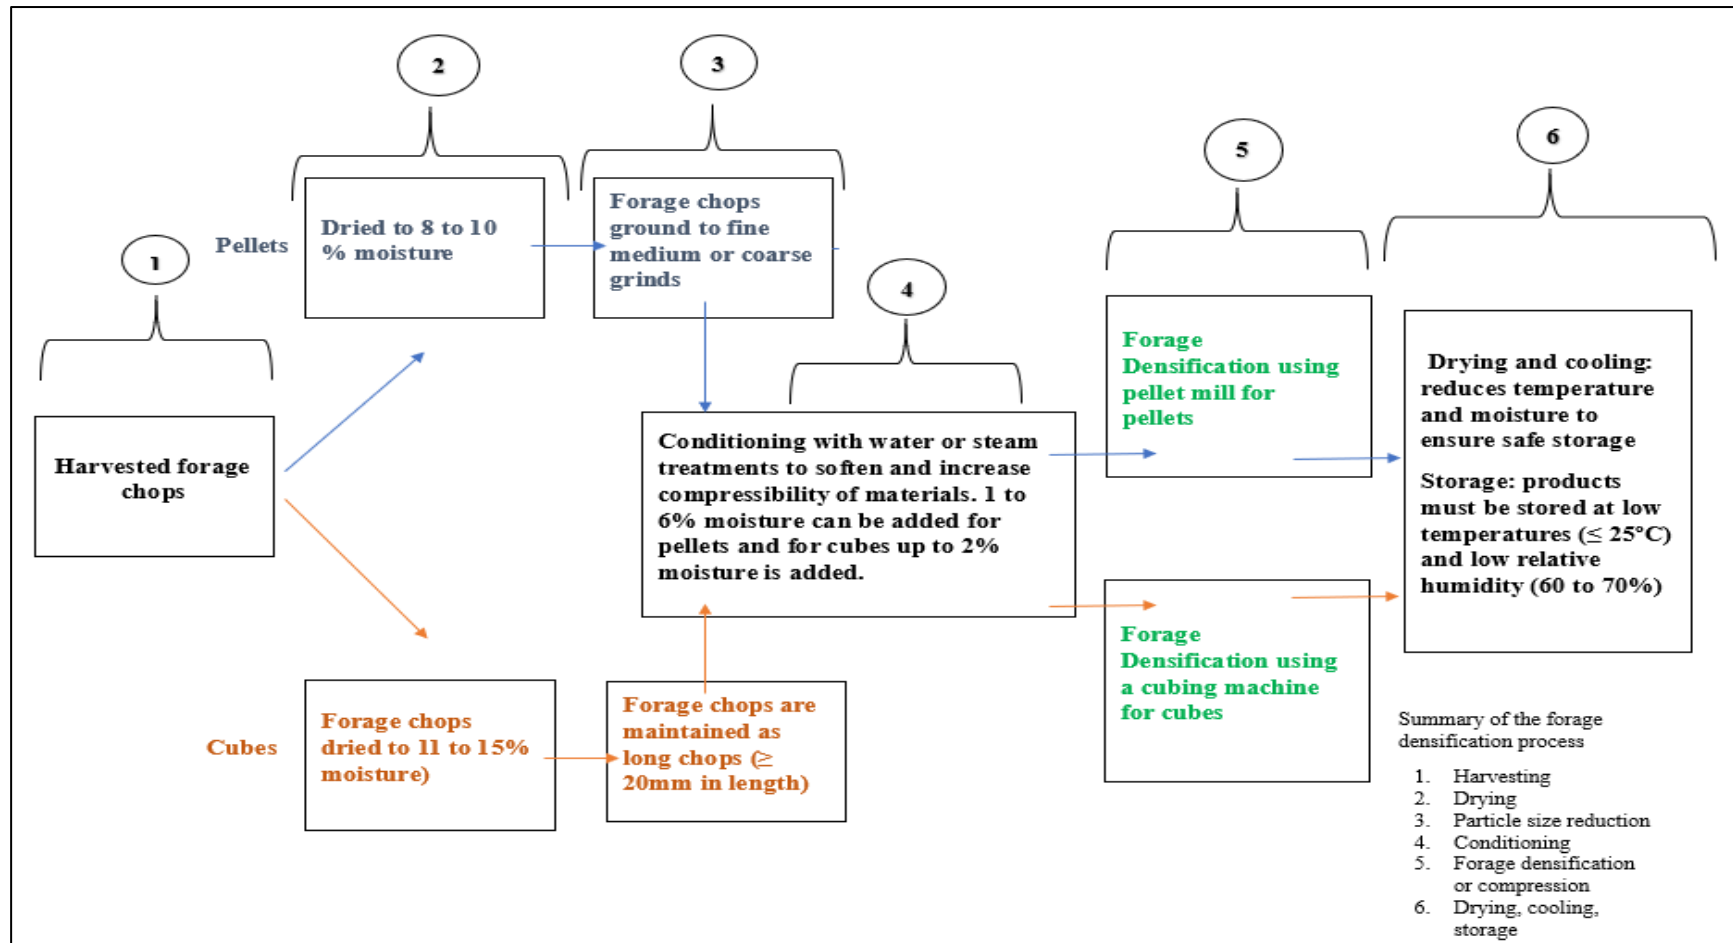 2
3
Pellets
Dried to 8 to 10
% moisture
Forage chops
ground to fine
medium or coarse
grinds
1
Harvested forage
chops
4
Conditioning with water or steam
treatments to soften and increase
compressibility of materials. 1 to
6% moisture can be added for
pellets and for cubes up to 2%
moisture is added.
Cubes
Forage chops
dried to 11 to 15%
moisture)
Forage chops are
maintained as
long chops (≥
20mm in length)
5
Forage
Densification using
pellet mill for
pellets
Forage
Densification using
a cubing machine
for cubes
6
Drying and cooling:
reduces temperature
and moisture to
ensure safe storage
Storage: products
must be stored at low
temperatures (≤ 25°C)
and low relative
humidity (60 to 70%)
Summary of the forage
densification process
1. Harvesting
2. Drying
3. Particle size reduction
4. Conditioning
5. Forage densification
or compression
6. Drying, cooling,
storage